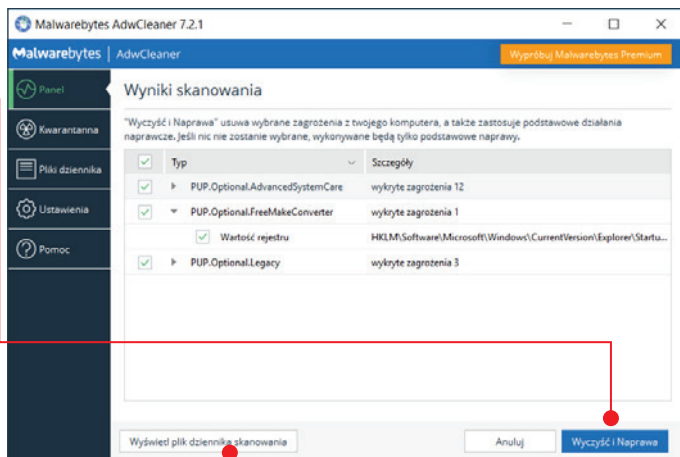 Malwarebytes AdwCleaner 7.2.1
Malwarebytes | AdwCleaner
Wypróbuj Malwarebytes Premium
Panel
Kwarantanna
Pliki dziennika
Ustawienia
Pomoc
Wyniki skanowania
"Wyczyść i Naprawa" usuwa wybrane zagrożenia z twojego komputera, a także zastosuje podstawowe działania
naprawcze. Jeśli nic nie zostanie wybrane, wykonywane będą tylko podstawowe naprawy.
Typ Szczegóły
PUP.Optional.AdvancedSystemCare wykryte zagrożenia 12
PUP.Optional.FreeMakeConverter wykryte zagrożenia 1
Wartość rejestru HKLM\Software\Microsoft\Windows\CurrentVersion\Explorer\Startu...
PUP.Optional.Legacy wykryte zagrożenia 3
Wyświetl plik dziennika skanowania
Anuluj
Wyczyść i Naprawa